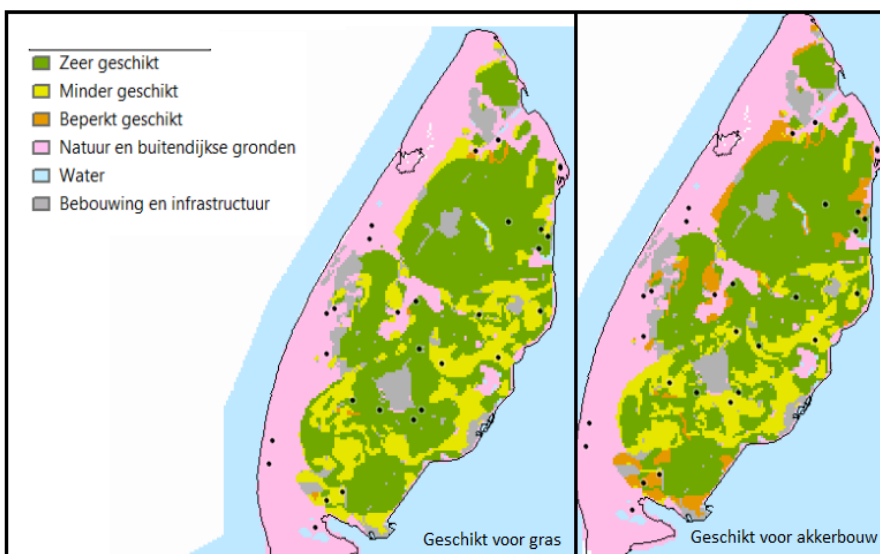 Zeer geschikt
Minder geschikt
Beperkt geschikt
Natuur en buitendijkse gronden
Water
Bebouwing en infrastructuur
Geschikt voor gras
Geschikt voor akkerbouw